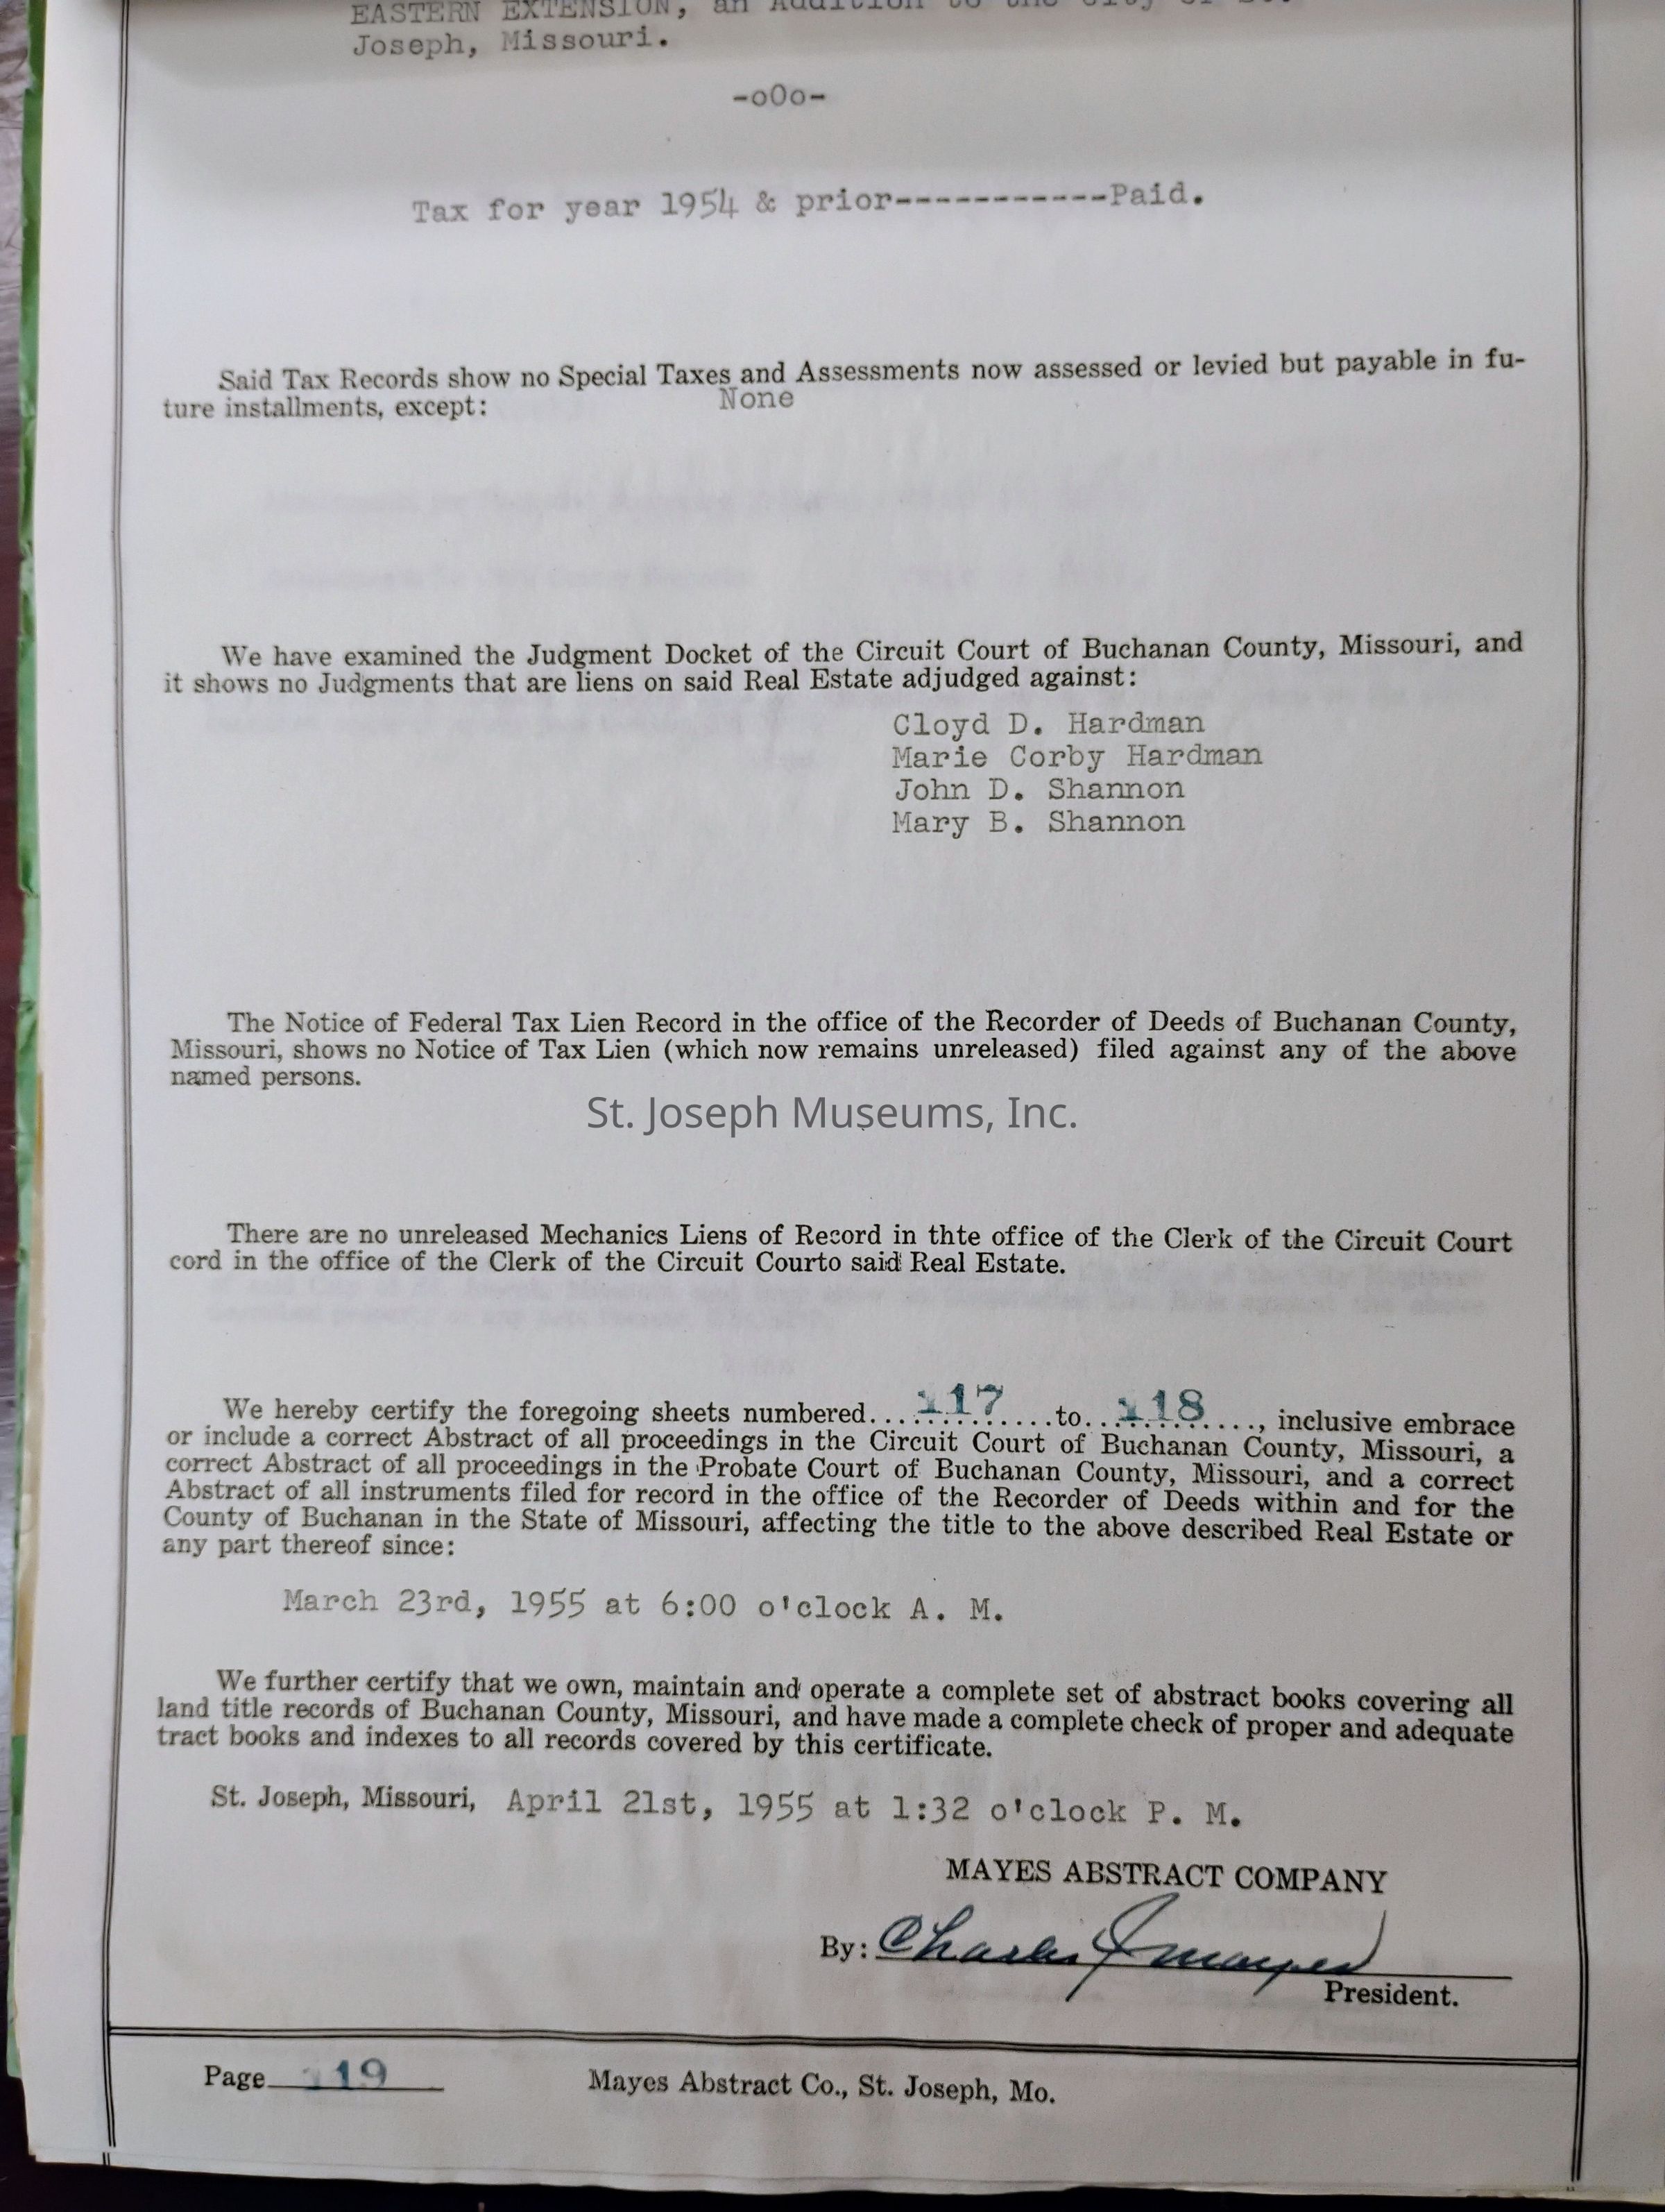 EASTERN EXTENSION, an Addition to the City of St.
Joseph, Missouri.
-oOo-
Tax for year 1954 & prior-----------Paid.
Said Tax Records show no Special Taxes and Assessments now assessed or levied but payable in fu-
ture installments, except: None
We have examined the Judgment Docket of the Circuit Court of Buchanan County, Missouri, and
it shows no Judgments that are liens on said Real Estate adjudged against:
Cloyd D. Hardman
Marie Corby Hardman
John D. Shannon
Mary B. Shannon
The Notice of Federal Tax Lien Record in the office of the Recorder of Deeds of Buchanan County,
Missouri, shows no Notice of Tax Lien (which now remains unreleased) filed against any of the above
named persons.
St. Joseph Museums, Inc.
There are no unreleased Mechanics Liens of Record in thte office of the Clerk of the Circuit Court
cord in the office of the Clerk of the Circuit Courto said Real Estate.
We hereby certify the foregoing sheets numbered....117....to....118...., inclusive embrace
or include a correct Abstract of all proceedings in the Circuit Court of Buchanan County, Missouri, a
correct Abstract of all proceedings in the Probate Court of Buchanan County, Missouri, and a correct
Abstract of all instruments filed for record in the office of the Recorder of Deeds within and for the
County of Buchanan in the State of Missouri, affecting the title to the above described Real Estate or
any part thereof since:
March 23rd, 1955 at 6:00 o'clock A. M.
We further certify that we own, maintain and operate a complete set of abstract books covering all
land title records of Buchanan County, Missouri, and have made a complete check of proper and adequate
tract books and indexes to all records covered by this certificate.
St. Joseph, Missouri, April 21st, 1955 at 1:32 o'clock P. M.
MAYES ABSTRACT COMPANY
By: Charles J Mayes
President.
Page 119
Mayes Abstract Co., St. Joseph, Mo.